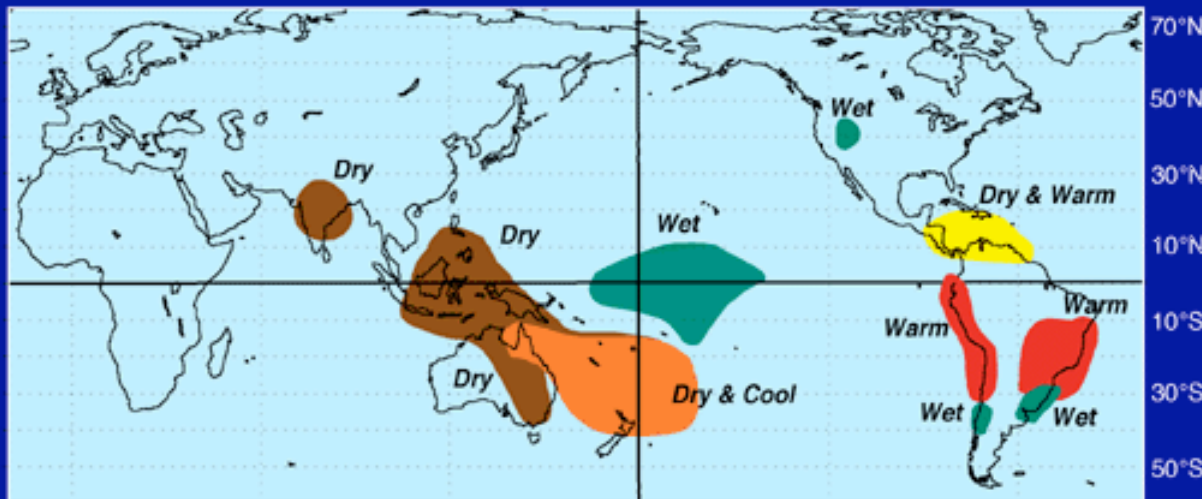 70°N
Wet
50°N
Dry
30°N
Dry & Warm
Dry
Wet
10°N
Warm
Warm
10°S
Dry
Dry & Cool
30°S
Wet
Wet
50°S